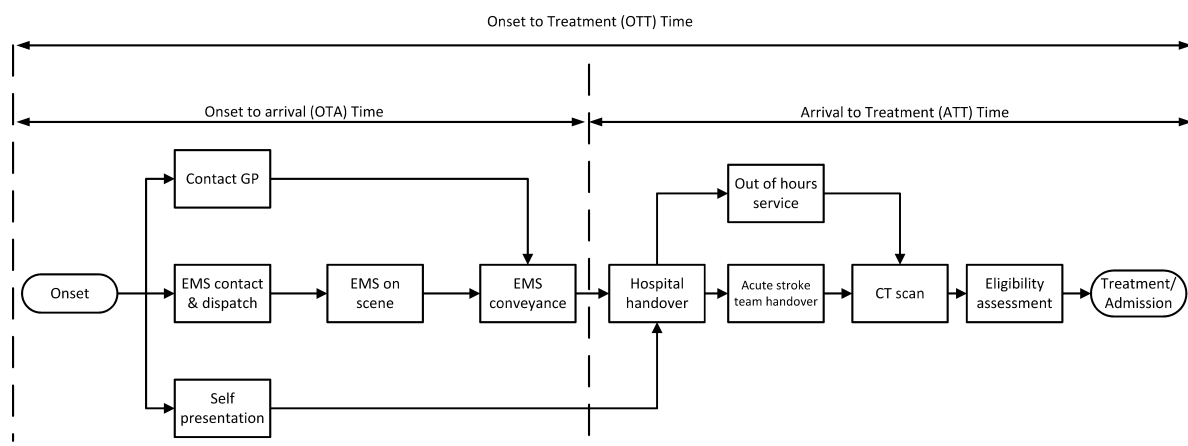 Onset to Treatment (OTT) Time
Onset to arrival (OTA) Time
Arrival to Treatment (ATT) Time
Contact GP
Out of hours
service
Onset
EMS contact
& dispatch
EMS on
scene
EMS
conveyance
Hospital
handover
Acute stroke
team handover
CT scan
Eligibility
assessment
Treatment/
Admission
Self
presentation